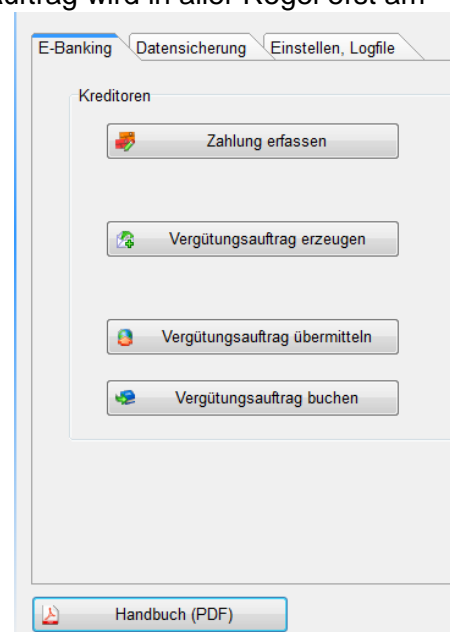 wird in aller Regel erst am
E-Banking Datensicherung Einstellen, Logfile
Kreditoren
Zahlung erfassen
Vergütungsauftrag erzeugen
Vergütungsauftrag übermitteln
Vergütungsauftrag buchen
Handbuch (PDF)